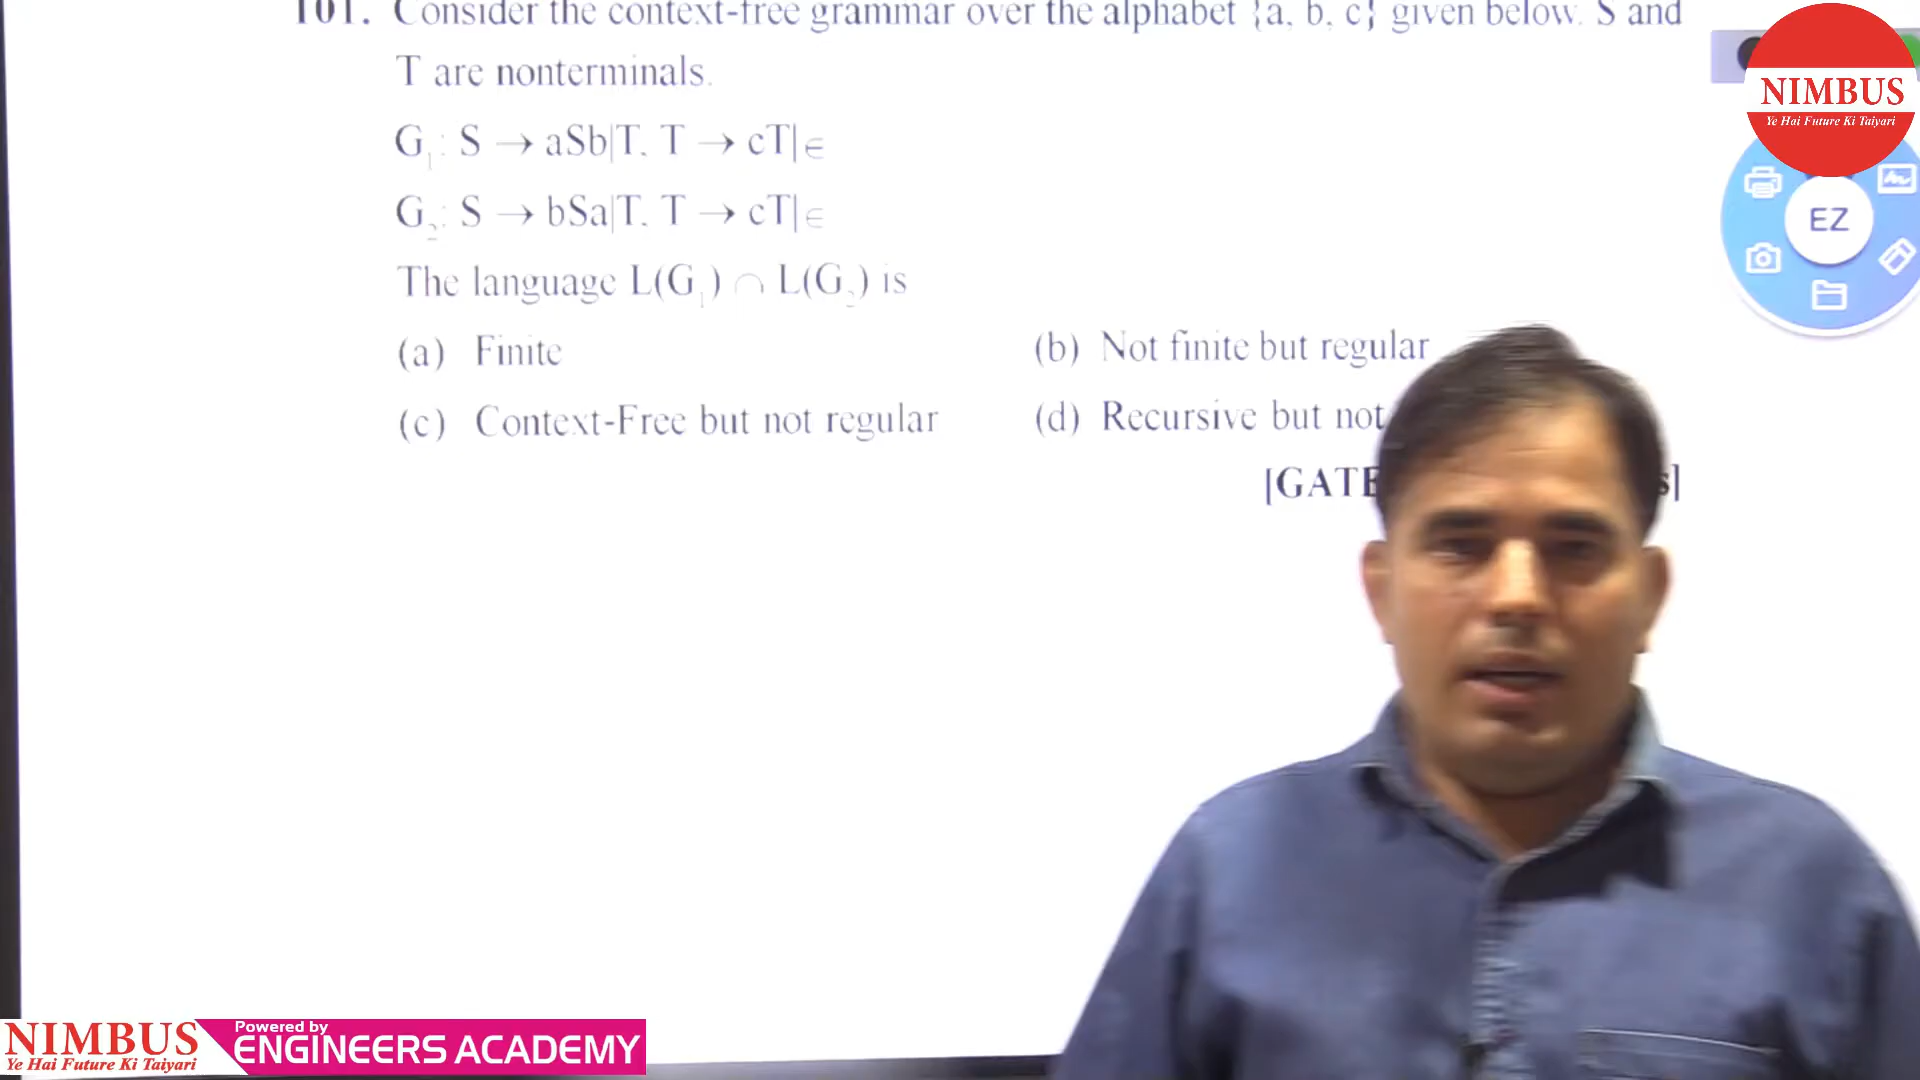 101. Consider the context-free grammar over the alphabet {a, b, c} given below. S and
T are nonterminals.
G₁: S → aSb|T, T → cT|∈
G₂: S → bSa|T, T → cT|∈
The language L(G₁) ∩ L(G₂) is
(a) Finite
(b) Not finite but regular
(c) Context-Free but not regular
(d) Recursive but not
[GATE
s]
NIMBUS
Ye Hai Future Ki Taiyari
EZ
NIMBUS
Ye Hai Future Ki Taiyari
Powered by
ENGINEERS ACADEMY